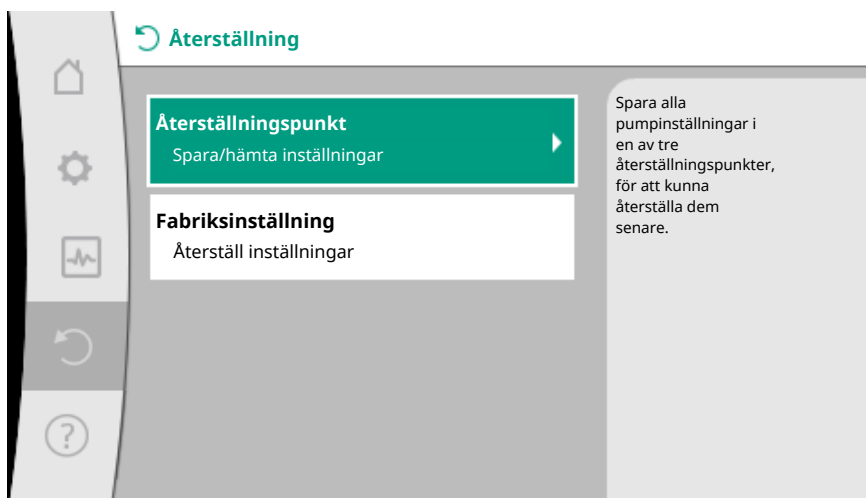 Återställning
Återställningspunkt
Spara/hämta inställningar
Fabriksinställning
Återställ inställningar
Spara alla
pumpinställningar i
en av tre
återställningspunkter,
för att kunna
återställa dem
senare.
?